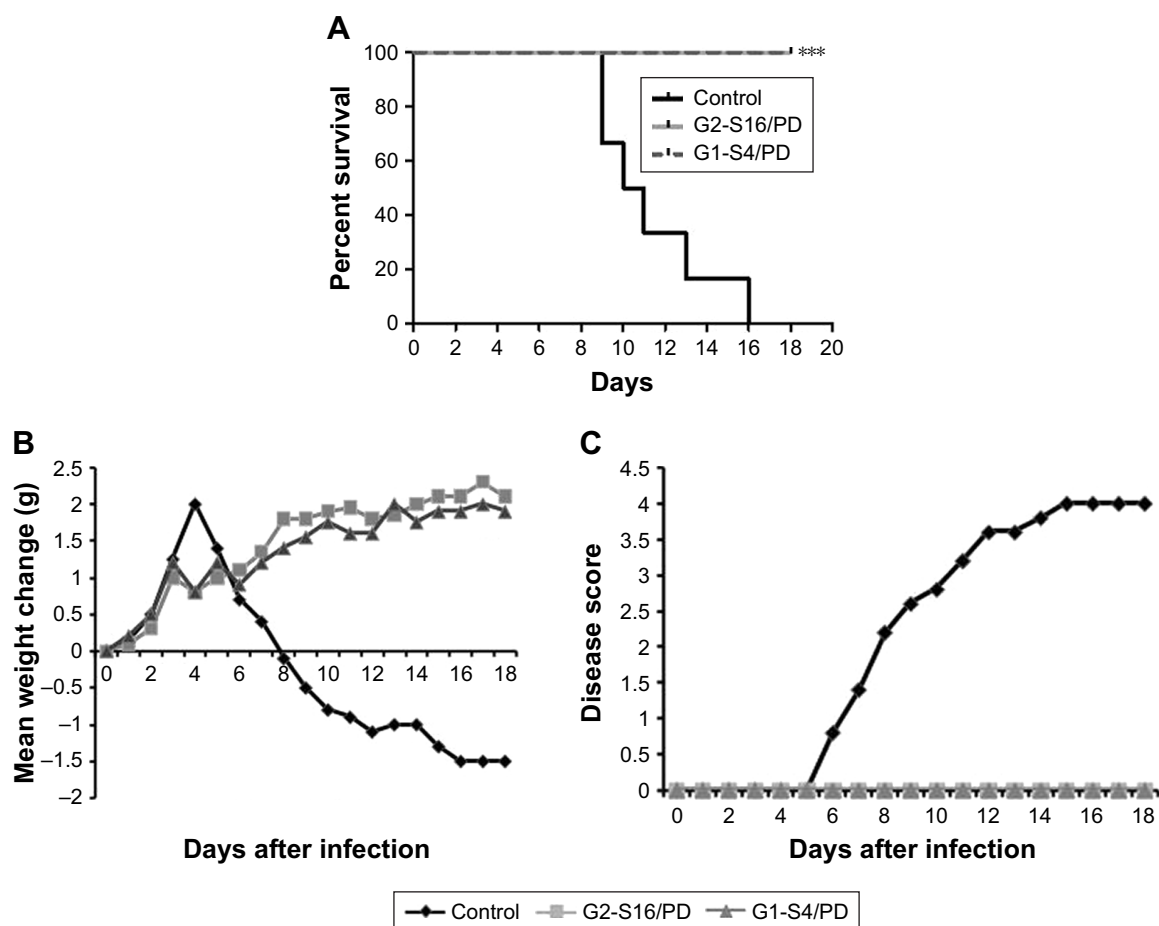 A
100
80
60
40
20
0
Percent survival
***
Control
G2-S16/PD
G1-S4/PD
0 2 4 6 8 10 12 14 16 18 20
Days
B
2.5
2
1.5
1
0.5
0
–0.5
–1
–1.5
–2
Mean weight change (g)
0 2 4 6 8 10 12 14 16 18
Days after infection
C
4.5
4
3.5
3
2.5
2
1.5
1
0.5
0
Disease score
0 2 4 6 8 10 12 14 16 18
Days after infection
Control G2-S16/PD G1-S4/PD